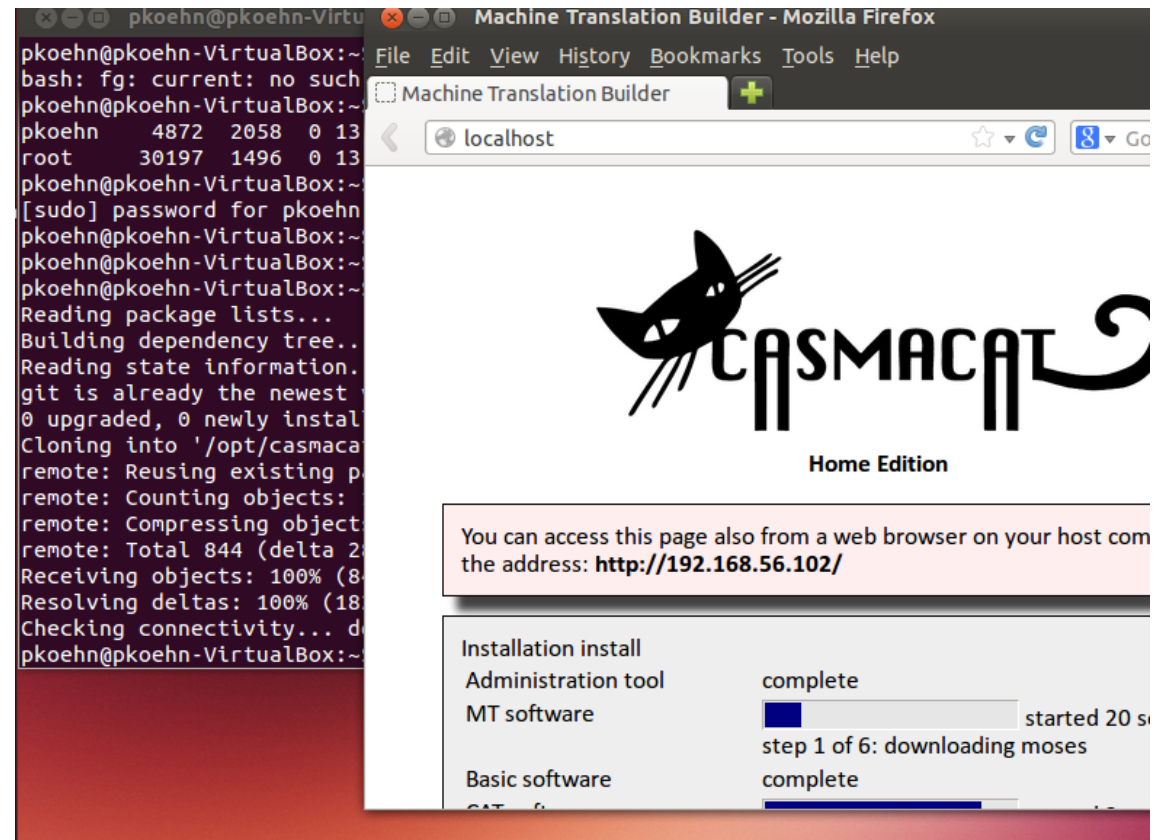 pkoehn@pkoehn-Virtu
pkoehn@pkoehn-VirtualBox:~
bash: fg: current: no such
pkoehn@pkoehn-VirtualBox:~
pkoehn 4872 2058 0 13
root 30197 1496 0 13
pkoehn@pkoehn-VirtualBox:~
[sudo] password for pkoehn
pkoehn@pkoehn-VirtualBox:~
pkoehn@pkoehn-VirtualBox:~
pkoehn@pkoehn-VirtualBox:~
Reading package lists...
Building dependency tree..
Reading state information.
git is already the newest
0 upgraded, 0 newly instal
Cloning into '/opt/casmaca
remote: Reusing existing pa
remote: Counting objects:
remote: Compressing object
remote: Total 844 (delta 2
Receiving objects: 100% (8
Resolving deltas: 100% (18
Checking connectivity... d
pkoehn@pkoehn-VirtualBox:~
Machine Translation Builder - Mozilla Firefox
File Edit View History Bookmarks Tools Help
Machine Translation Builder
localhost
8 Go
CASMACAT
Home Edition
You can access this page also from a web browser on your host com
the address: http://192.168.56.102/
Installation install
Administration tool complete
MT software started 20 s
step 1 of 6: downloading moses
Basic software complete